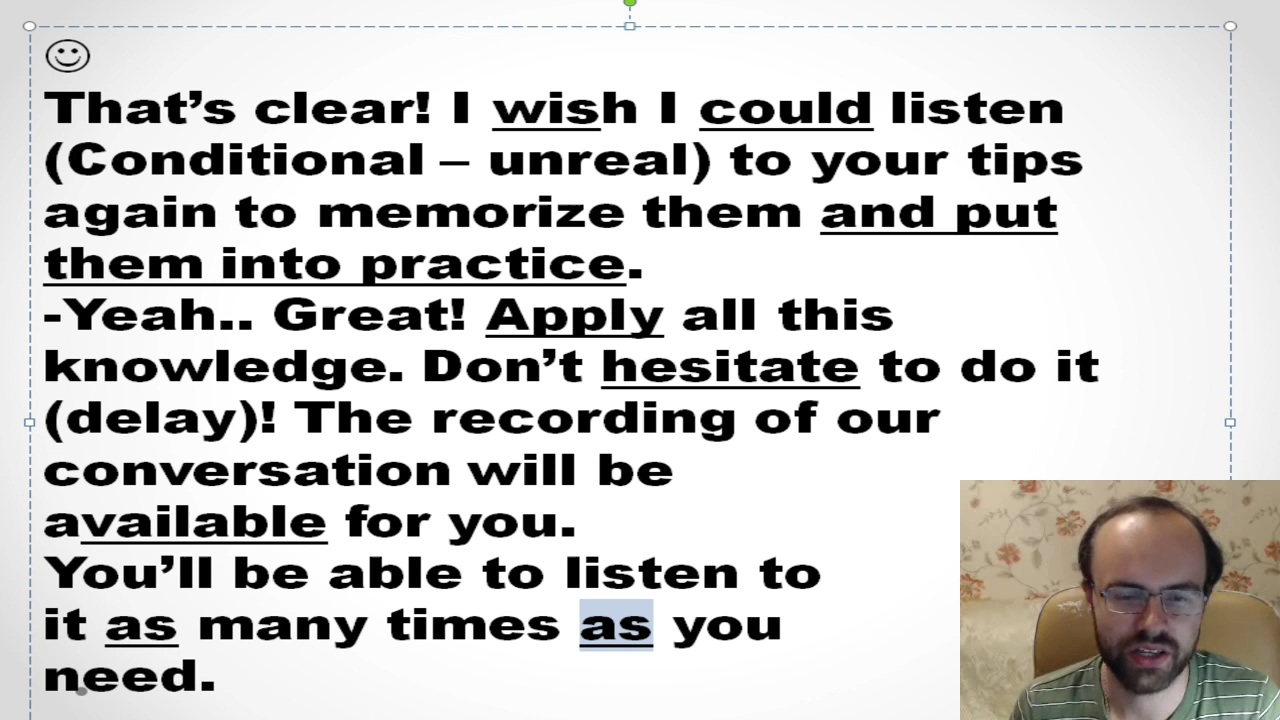 That’s clear! I wish I could listen
(Conditional – unreal) to your tips
again to memorize them and put
them into practice.
-Yeah.. Great! Apply all this
knowledge. Don’t hesitate to do it
(delay)! The recording of our
conversation will be
available for you.
You’ll be able to listen to
it as many times as you
need.